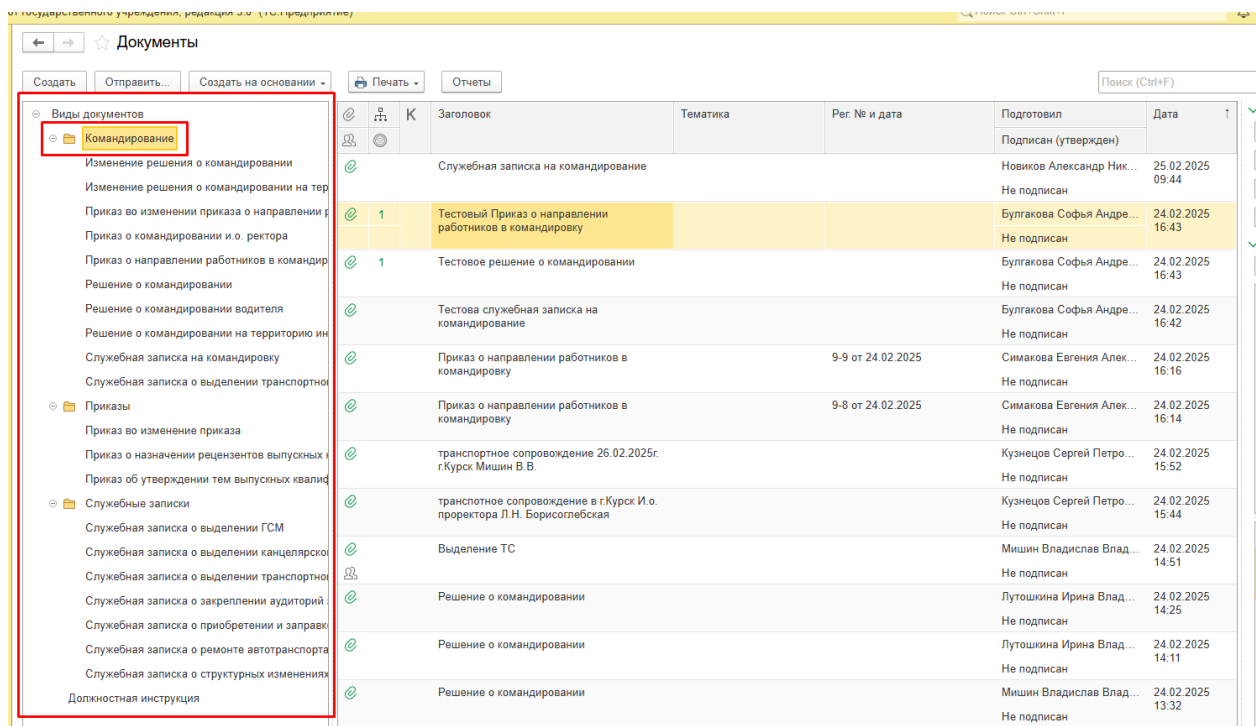 от государственного учреждения, редакция 3.0 (1С:Предприятие)
Поиск Ctrl+Shift+F
Документы
Создать Отправить... Создать на основании Печать Отчеты Поиск (Ctrl+F)
Виды документов
Командирование
Изменение решения о командировании
Изменение решения о командировании на тер
Приказ во изменении приказа о направлении р
Приказ о командировании и.о. ректора
Приказ о направлении работников в командир
Решение о командировании
Решение о командировании водителя
Решение о командировании на территорию ин
Служебная записка на командировку
Служебная записка о выделении транспортно
Приказы
Приказ во изменение приказа
Приказ о назначении рецензентов выпускных
Приказ об утверждении тем выпускных квалиф
Служебные записки
Служебная записка о выделении ГСМ
Служебная записка о выделении канцелярско
Служебная записка о выделении транспортно
Служебная записка о закреплении аудиторий
Служебная записка о приобретении и заправк
Служебная записка о ремонте автотранспорта
Служебная записка о структурных изменениях
Должностная инструкция
К Заголовок Тематика Рег. № и дата Подготовил Дата ↑
Подписан (утвержден)
Служебная записка на командирование Новиков Александр Ник... 25.02.2025
09:44
Не подписан
1 Тестовый Приказ о направлении Булгакова Софья Андре... 24.02.2025
работников в командировку 16:43
Не подписан
1 Тестовое решение о командировании Булгакова Софья Андре... 24.02.2025
16:43
Не подписан
Тестова служебная записка на Булгакова Софья Андре... 24.02.2025
командирование 16:42
Не подписан
Приказ о направлении работников в 9-9 от 24.02.2025 Симакова Евгения Алек... 24.02.2025
командировку 16:16
Не подписан
Приказ о направлении работников в 9-8 от 24.02.2025 Симакова Евгения Алек... 24.02.2025
командировку 16:14
Не подписан
транспортное сопровождение 26.02.2025г. Кузнецов Сергей Петро... 24.02.2025
г.Курск Мишин В.В. 15:52
Не подписан
транспотное сопровождение в г.Курск И.о. Кузнецов Сергей Петро... 24.02.2025
проректора Л.Н. Борисоглебская 15:44
Не подписан
Выделение ТС Мишин Владислав Влад... 24.02.2025
14:51
Не подписан
Решение о командировании Лутошкина Ирина Влад... 24.02.2025
14:25
Не подписан
Решение о командировании Лутошкина Ирина Влад... 24.02.2025
14:11
Не подписан
Решение о командировании Мишин Владислав Влад... 24.02.2025
13:32
Не подписан